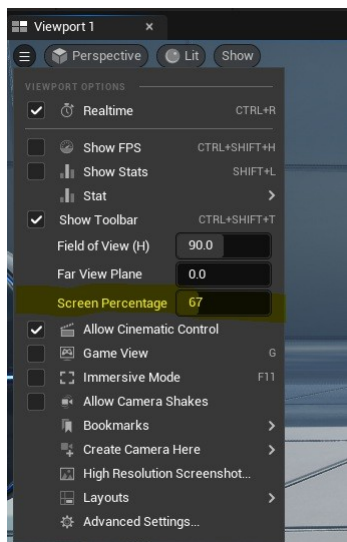 Viewport 1 ×
Perspective Lit Show
VIEWPORT OPTIONS
Realtime CTRL+R
Show FPS CTRL+SHIFT+H
Show Stats SHIFT+L
Stat >
Show Toolbar CTRL+SHIFT+T
Field of View (H) 90.0
Far View Plane 0.0
Screen Percentage 67
Allow Cinematic Control
Game View G
Immersive Mode F11
Allow Camera Shakes
Bookmarks >
Create Camera Here >
High Resolution Screenshot...
Layouts >
Advanced Settings...